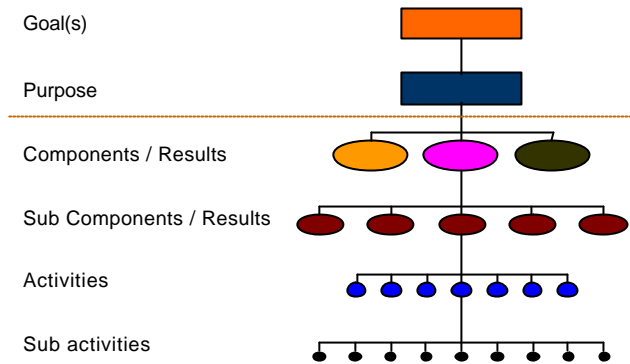 Goal(s)
Purpose
Components / Results
Sub Components / Results
Activities
Sub activities